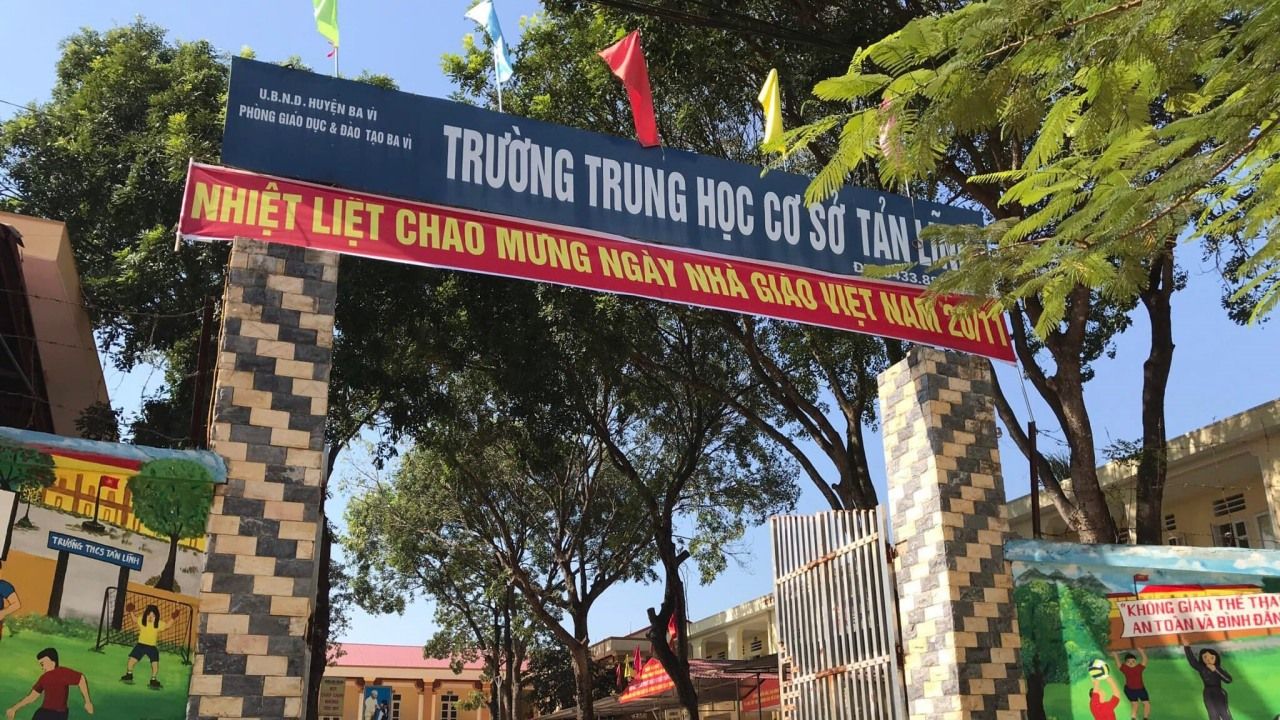 U.B.N.D. HUYỆN BA VÌ
PHÒNG GIÁO DỤC & ĐÀO TẠO BA VÌ
TRƯỜNG TRUNG HỌC CƠ SỞ TẢN LĨNH
NHIỆT LIỆT CHÀO MỪNG NGÀY NHÀ GIÁO VIỆT NAM 20/11
TRƯỜNG THCS TẢN LĨNH
"KHÔNG GIAN THỂ THA
AN TOÀN VÀ BÌNH ĐẲN